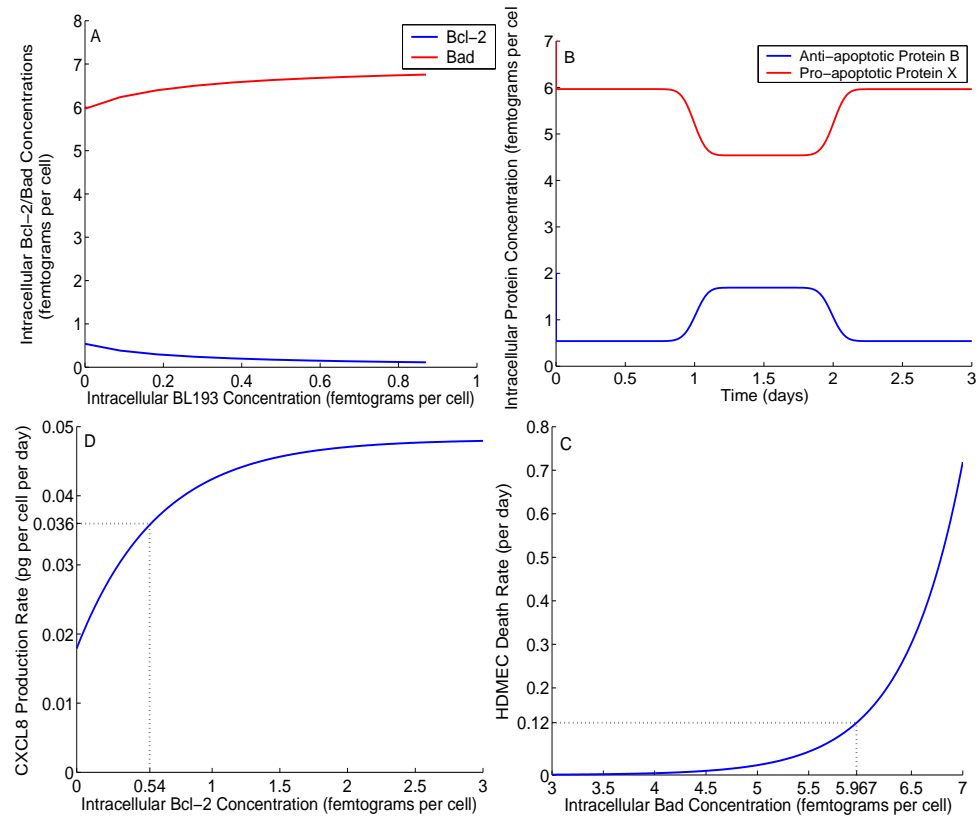 A
Intracellular Bcl-2/Bad Concentrations
(femtograms per cell)
8
7
6
5
4
3
2
1
0
0 0.2 0.4 0.6 0.8 1
Intracellular BL193 Concentration (femtograms per cell)
Bcl-2
Bad
B
Intracellular Protein Concentration (femtograms per cell
7
6
5
4
3
2
1
0
0 0.5 1 1.5 2 2.5 3
Time (days)
Anti-apoptotic Protein B
Pro-apoptotic Protein X
D
CXCL8 Production Rate (pg per cell per day)
0.05
0.04
0.036
0.03
0.02
0.01
0
0 0.54 1 1.5 2 2.5 3
Intracellular Bcl-2 Concentration (femtograms per cell)
C
HDMEC Death Rate (per day)
0.8
0.7
0.6
0.5
0.4
0.3
0.2
0.12
0
3 3.5 4 4.5 5 5.5 5.967 6.5 7
Intracellular Bad Concentration (femtograms per cell)